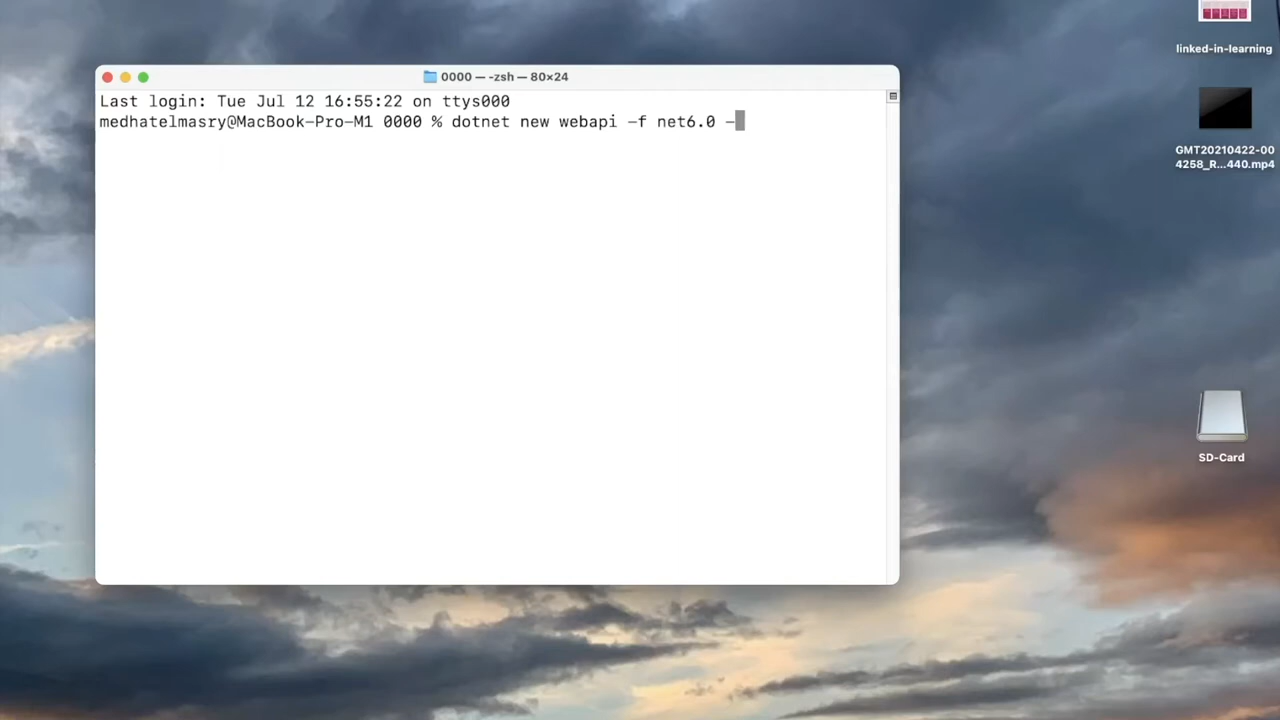 linked-in-learning
0000 — -zsh — 80×24
Last login: Tue Jul 12 16:55:22 on ttys000
medhatelmasry@MacBook-Pro-M1 0000 % dotnet new webapi -f net6.0 -
GMT20210422-00
4258_R...440.mp4
SD-Card